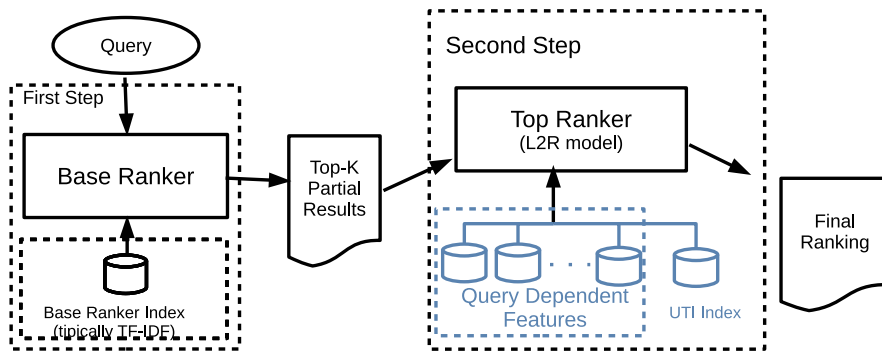 Query
First Step
Base Ranker
Base Ranker Index
(typically TF-IDF)
Top-K
Partial
Results
Second Step
Top Ranker
(L2R model)
Query Dependent
Features
UTI Index
Final
Ranking